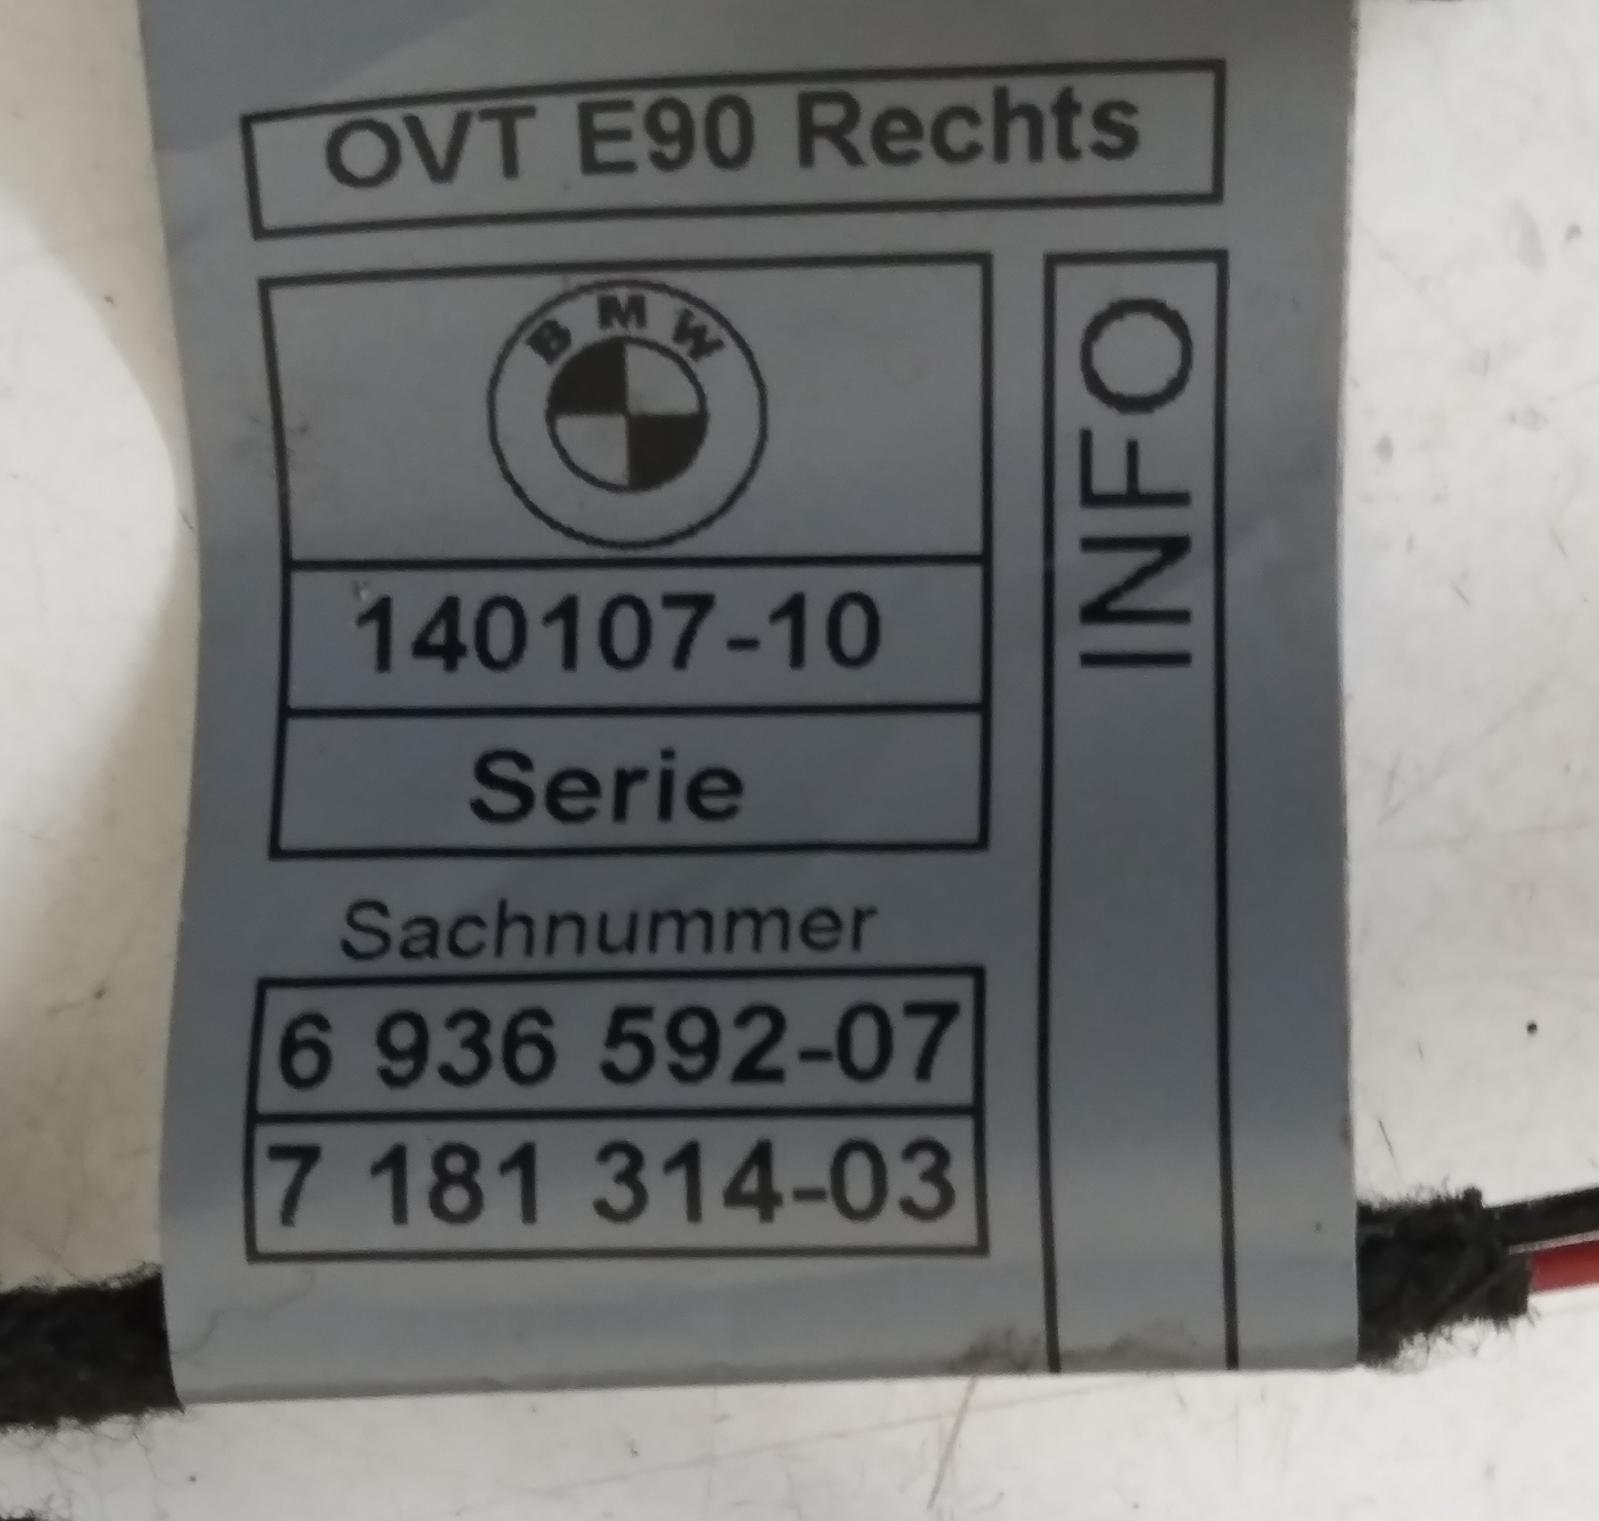 OVT E90 Rechts
BMW
140107-10
Serie
Sachnummer
6 936 592-07
7 181 314-03
INFO